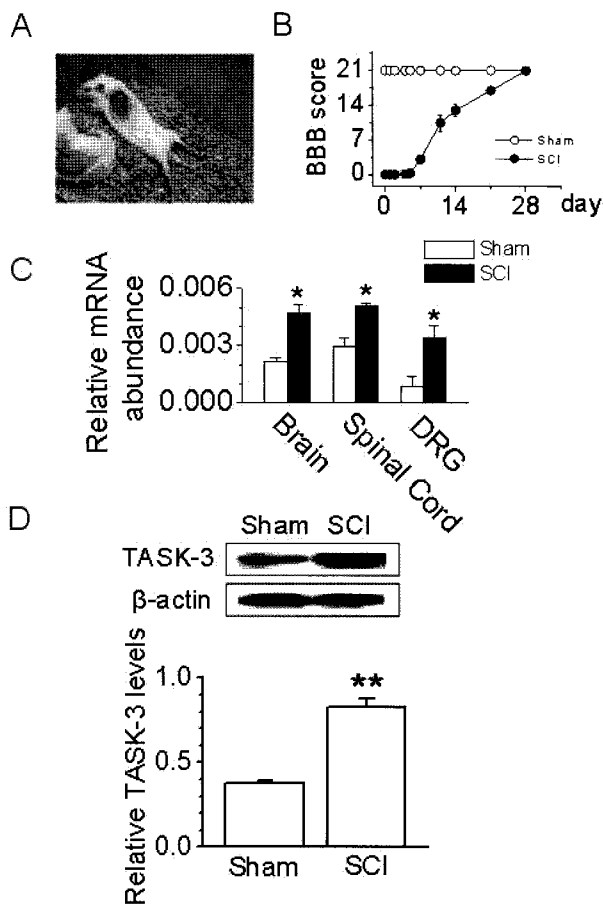 A
B
BBB score
21
14
7
0
Sham
SCI
0 14 28 day
C
Sham
SCI
Relative mRNA
abundance
0.006
0.003
0.000
* * *
Brain
Spinal Cord
DRG
D
Sham SCI
TASK-3
β-actin
Relative TASK-3 levels
1.0
0.5
0.0
**
Sham SCI